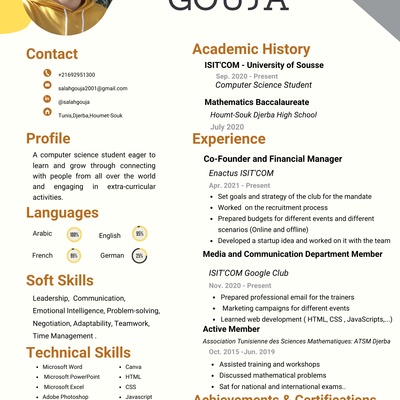 GOUJA
Contact
+21692951300
salahgouja2001@gmail.com
@salahgouja
Tunis,Djerba,Houmet-Souk
Profile
A computer science student eager to
learn and grow through connecting
with people from all over the world
and engaging in extra-curricular
activities.
Languages
Arabic 100% English 95%
French 90% German 25%
Soft Skills
Leadership, Communication,
Emotional Intelligence, Problem-solving,
Negotiation, Adaptability, Teamwork,
Time Management .
Technical Skills
• Microsoft Word
• Microsoft PowerPoint
• Microsoft Excel
• Adobe Photoshop
• Canva
• HTML
• CSS
• Javascript
Academic History
ISIT'COM - University of Sousse
Sep. 2020 - Present
Computer Science Student
Mathematics Baccalaureate
Houmt-Souk Djerba High School
July 2020
Experience
Co-Founder and Financial Manager
Enactus ISIT'COM
Apr. 2021 - Present
• Set goals and strategy of the club for the mandate
• Worked on the recruitment process
• Prepared budgets for different events and different
scenarios (Online and offline)
• Developed a startup idea and worked on it with the team
Media and Communication Department Member
ISIT'COM Google Club
Nov. 2020 - Present
• Prepared professional email for the trainers
• Marketing campaigns for different events
• Learned web development ( HTML, CSS , JavaScripts,...)
Active Member
Association Tunisienne des Sciences Mathematiques: ATSM Djerba
Oct. 2015 -Jun. 2019
• Assisted training workshops
• Discussed mathematical problems
• Sat for national and international exams..
Achievements & Certifications